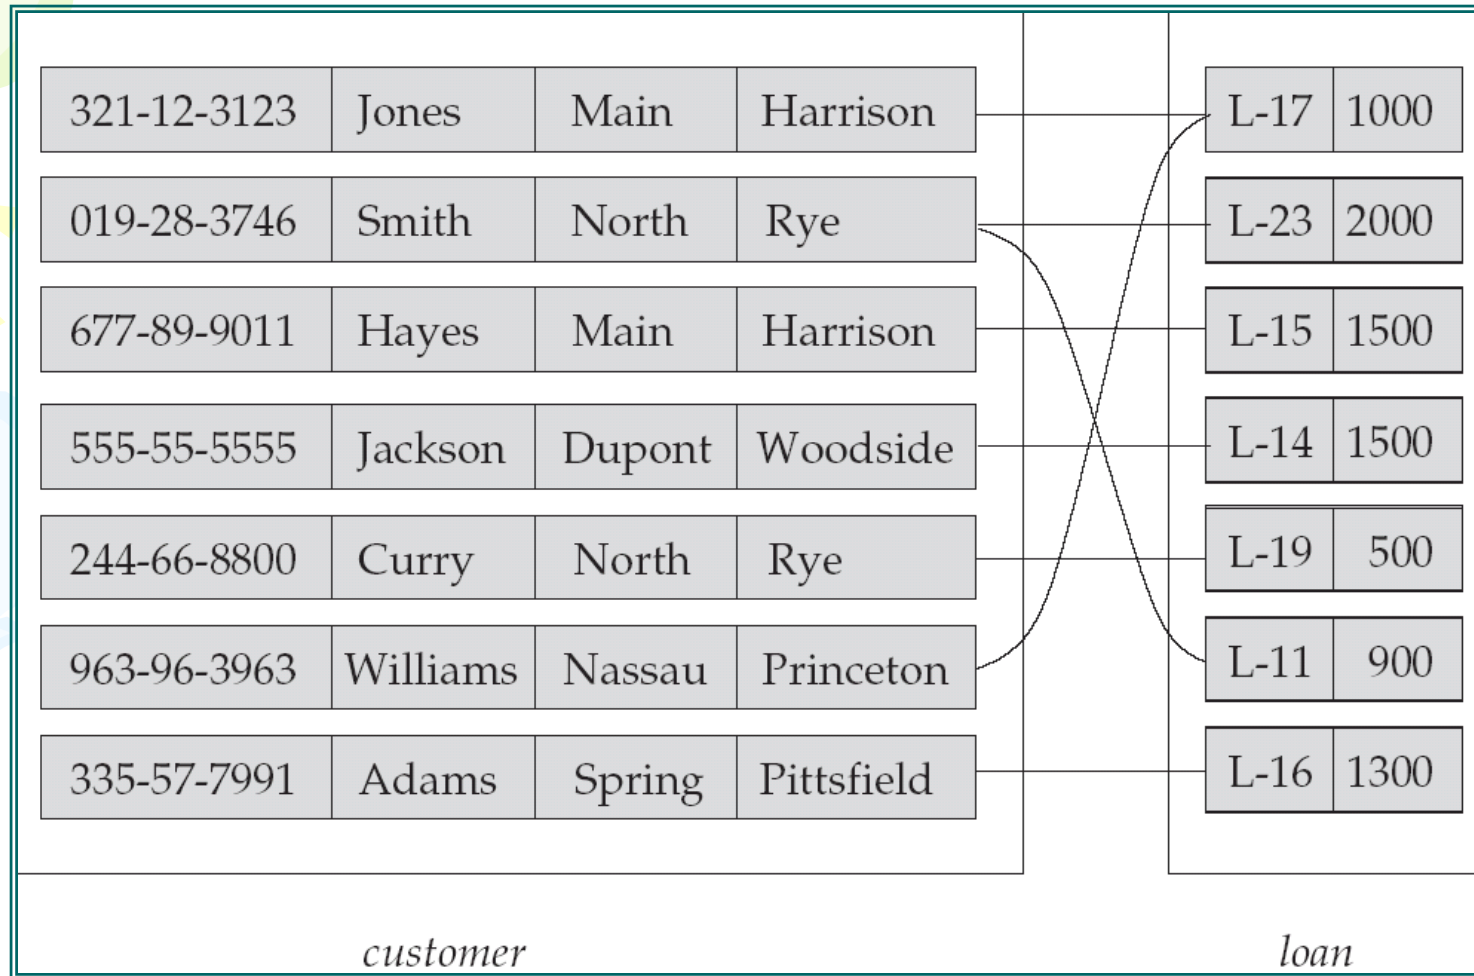 321-12-3123 Jones Main Harrison L-17 1000
019-28-3746 Smith North Rye L-23 2000
677-89-9011 Hayes Main Harrison L-15 1500
555-55-5555 Jackson Dupont Woodside L-14 1500
244-66-8800 Curry North Rye L-19 500
963-96-3963 Williams Nassau Princeton L-11 900
335-57-7991 Adams Spring Pittsfield L-16 1300
customer loan